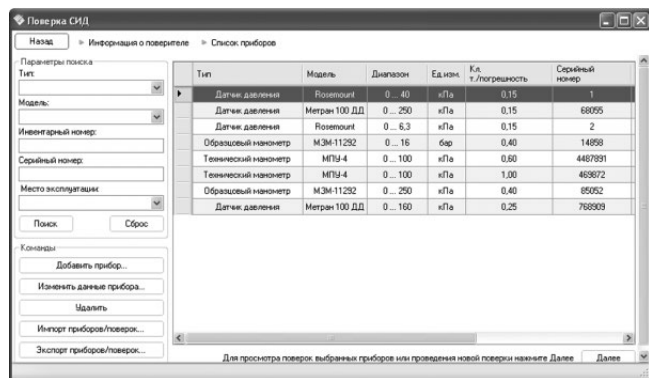 Поверка СИД
Назад Информация о поверителе Список приборов
Параметры поиска
Тип:
Модель:
Инвентарный номер:
Серийный номер:
Место эксплуатации:
Поиск Сброс
Команды
Добавить прибор...
Изменить данные прибора...
Удалить
Импорт приборов/поверок...
Экспорт приборов/поверок...
Тип Модель Диапазон Ед.изм. Кл. т./погрешность Серийный номер
Датчик давления Rosemount 0 ... 40 кПа 0,15 1
Датчик давления Метран 100 ДД 0 ... 250 кПа 0,15 68055
Датчик давления Rosemount 0 ... 6,3 кПа 0,15 2
Образцовый манометр МЗМ-11292 0 ... 16 бар 0,40 14858
Технический манометр МПУ-4 0 ... 100 кПа 0,60 4487891
Технический манометр МПУ-4 0 ... 100 кПа 1,00 469872
Образцовый манометр МЗМ-11292 0 ... 250 кПа 0,40 85052
Датчик давления Метран 100 ДД 0 ... 160 кПа 0,25 768909
Для просмотра поверок выбранных приборов или проведения новой поверки нажмите Далее Далее